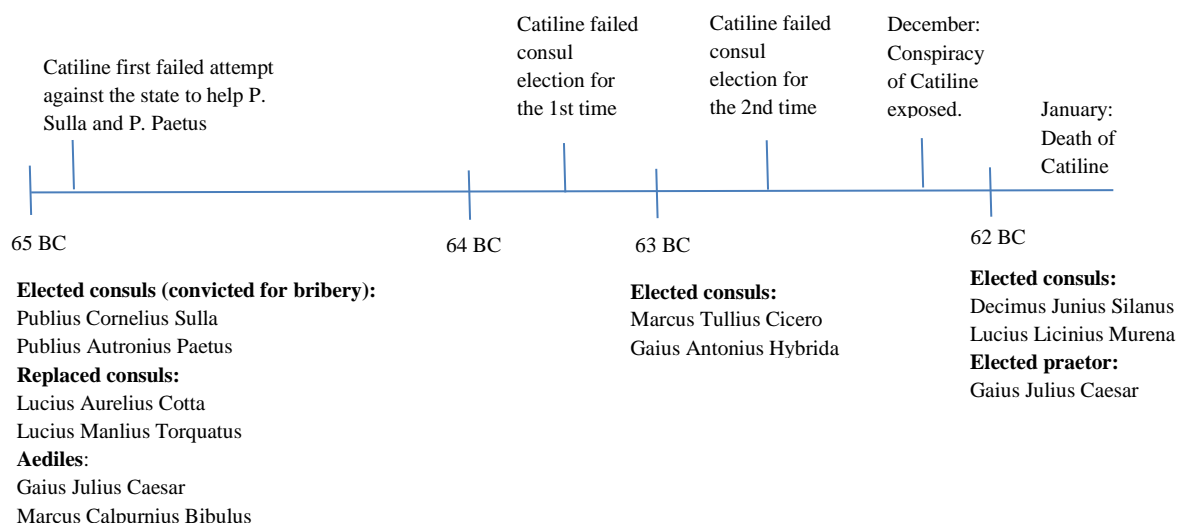 Catiline first failed attempt
against the state to help P.
Sulla and P. Paetus
Catiline failed
consul
election for
the 1st time
Catiline failed
consul
election for
the 2nd time
December:
Conspiracy
of Catiline
exposed.
January:
Death of
Catiline
65 BC
64 BC
63 BC
62 BC
Elected consuls (convicted for bribery):
Publius Cornelius Sulla
Publius Autronius Paetus
Replaced consuls:
Lucius Aurelius Cotta
Lucius Manlius Torquatus
Aediles:
Gaius Julius Caesar
Marcus Calpurnius Bibulus
Elected consuls:
Marcus Tullius Cicero
Gaius Antonius Hybrida
Elected consuls:
Decimus Junius Silanus
Lucius Licinius Murena
Elected praetor:
Gaius Julius Caesar